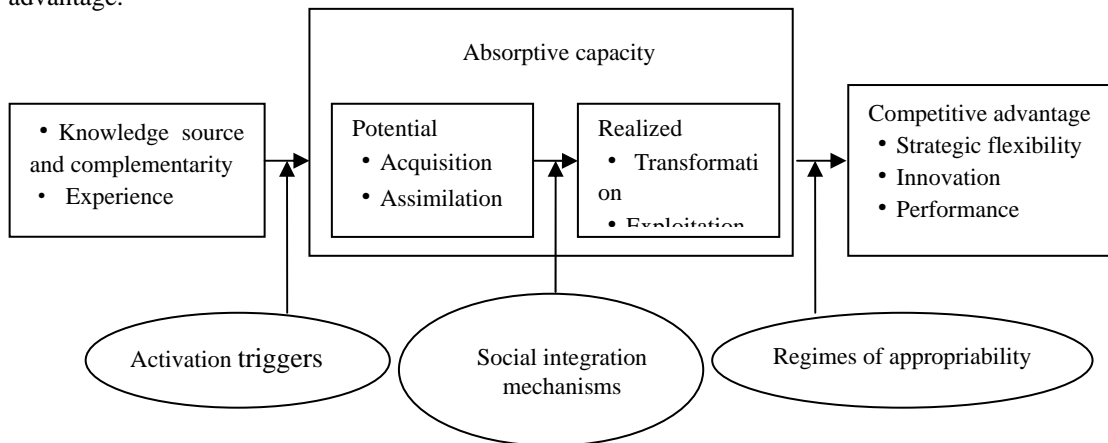 advantage.
Absorptive capacity
• Knowledge source
and complementarity
• Experience
Potential
• Acquisition
• Assimilation
Realized
• Transformati
on
• Exploitation
Competitive advantage
• Strategic flexibility
• Innovation
• Performance
Activation triggers
Social integration
mechanisms
Regimes of appropriability